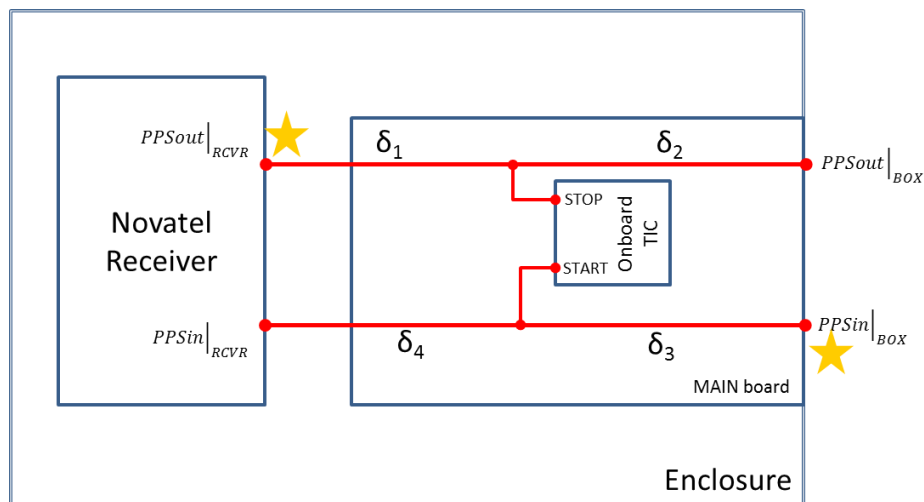 PPSout|RCVR
δ1
δ2
PPSout|BOX
STOP
Onboard
TIC
START
Novatel
Receiver
PPSin|RCVR
δ4
δ3
PPSin|BOX
MAIN board
Enclosure